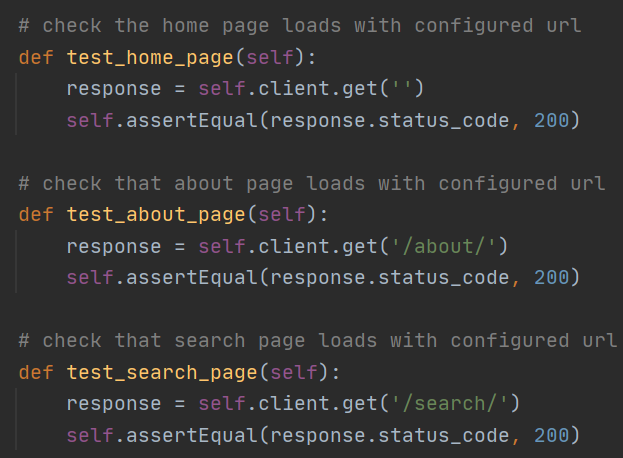 # check the home page loads with configured url
def test_home_page(self):
    response = self.client.get('')
    self.assertEqual(response.status_code, 200)

# check that about page loads with configured url
def test_about_page(self):
    response = self.client.get('/about/')
    self.assertEqual(response.status_code, 200)

# check that search page loads with configured url
def test_search_page(self):
    response = self.client.get('/search/')
    self.assertEqual(response.status_code, 200)